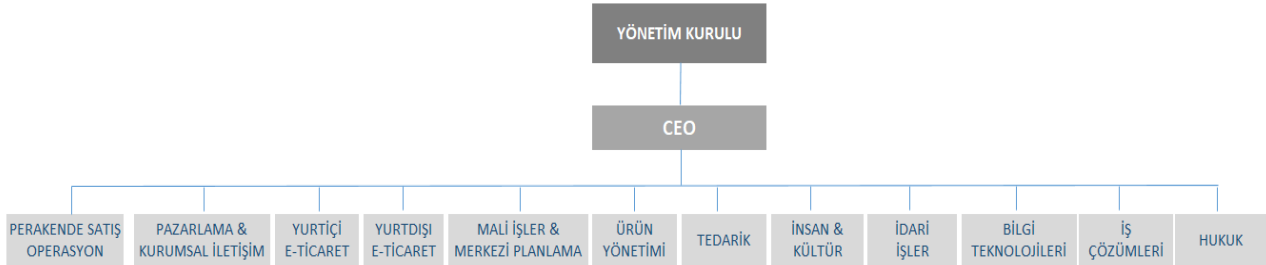 YÖNETİM KURULU
CEO
PERAKENDE SATIŞ
OPERASYON
PAZARLAMA &
KURUMSAL İLETİŞİM
YURTİÇİ
E-TİCARET
YURTDIŞI
E-TİCARET
MALİ İŞLER &
MERKEZİ PLANLAMA
ÜRÜN
YÖNETİMİ
TEDARİK
İNSAN &
KÜLTÜR
İDARİ
İŞLER
BİLGİ
TEKNOLOJİLERİ
İŞ
ÇÖZÜMLERİ
HUKUK